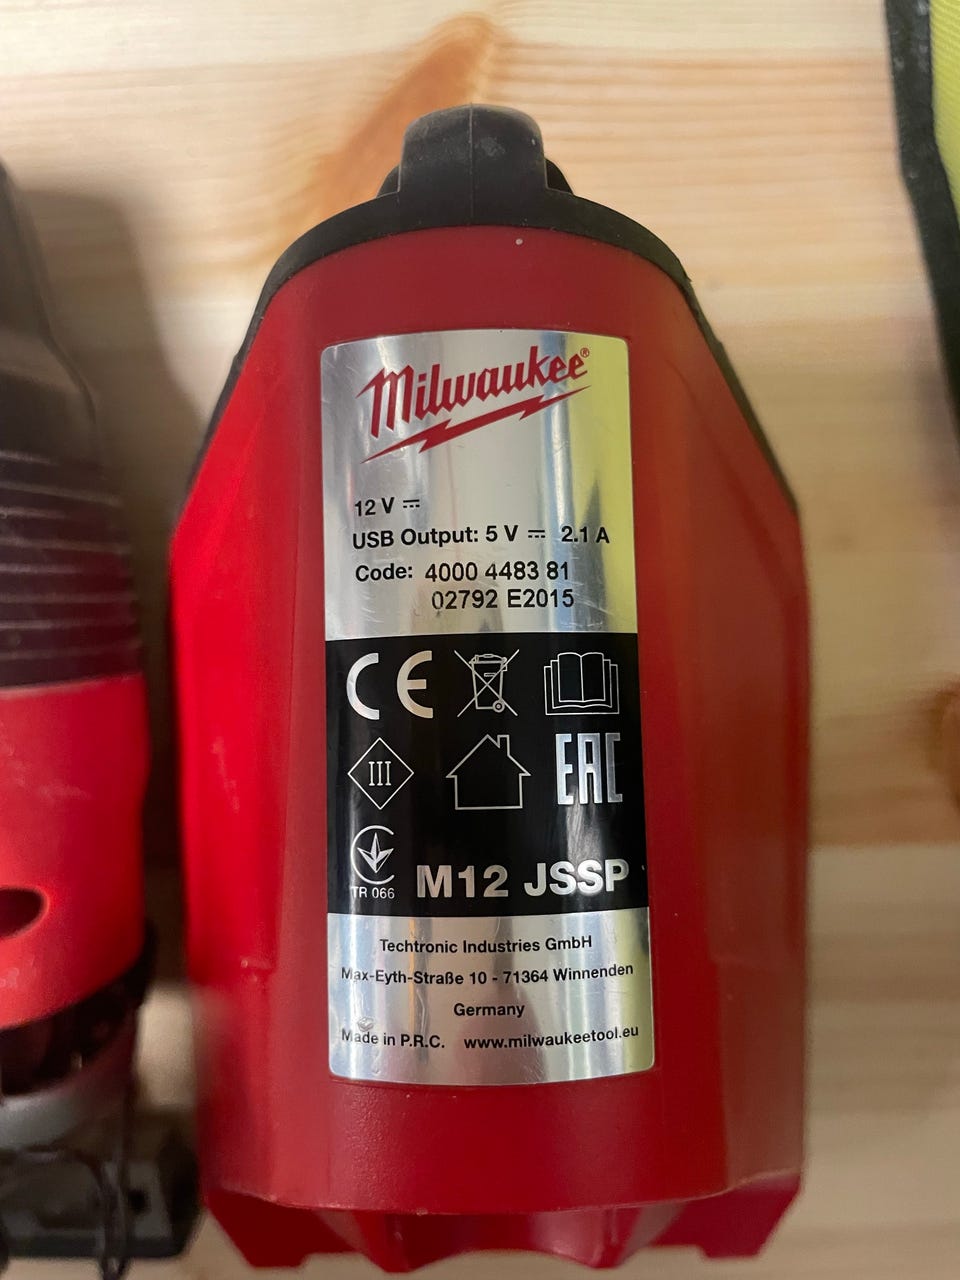 Milwaukee®
12 V ⎓
USB Output: 5 V ⎓ 2.1 A
Code: 4000 4483 81
02792 E2015
CE
III
EAC
TR 066
M12 JSSP
Techtronic Industries GmbH
Max-Eyth-Straße 10 - 71364 Winnenden
Germany
Made in P.R.C. www.milwaukeetool.eu